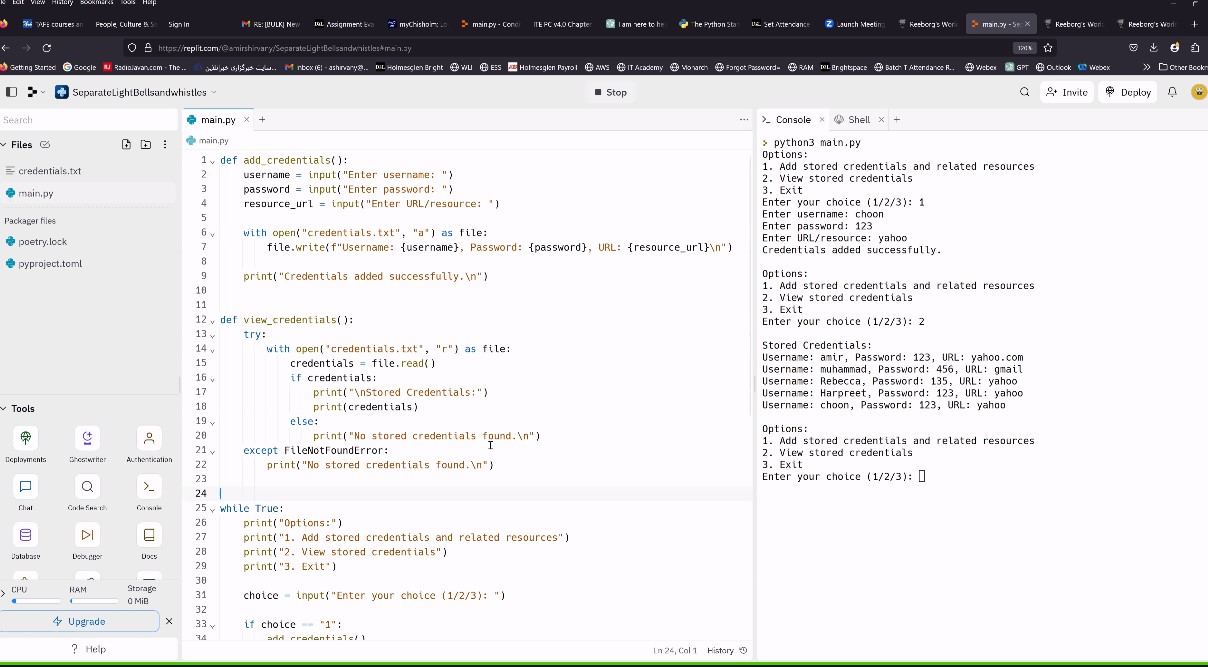 Edit View History Bookmarks Tools Help
TAFE courses an
People, Culture, S
Sign In
RE: [BULK] New
D2L Assignment Eva
myChisholm: Lo
main.py - Condi
ITE PC v4.0 Chapter
I am here to he
The Python Stan
D2L Set Attendance
Launch Meeting
Reeborg's Work
main.py - Se
Reeborg's Work
Reeborg's Work
https://replit.com/@amirshirvany/SeparateLightBellsandwhistles#main.py
120%
Getting Started
Google
RadioJavan.com - The ...
سایت خبرگزاری خبرآنلاین...
Inbox (6) - ashirvany@...
D2L Holmesglen Bright
WLI
ESS
Holmesglen Payroll
AWS
IT Academy
Monarch
Forgot Password=
RAM
D2L Brightspace
Batch T Attendance R...
Webex
GPT
Outlook
Webex
Other Bookr
SeparateLightBellsandwhistles
Stop
Invite
Deploy
Search
main.py
Console
Shell
Files
main.py
credentials.txt
main.py
Packager files
poetry.lock
pyproject.toml
Tools
Deployments
Ghostwriter
Authentication
Chat
Code Search
Console
Database
Debugger
Docs
CPU
RAM
Storage
0 MiB
Upgrade
Help
1 def add_credentials():
2 username = input("Enter username: ")
3 password = input("Enter password: ")
4 resource_url = input("Enter URL/resource: ")
5
6 with open("credentials.txt", "a") as file:
7 file.write(f"Username: {username}, Password: {password}, URL: {resource_url}\n")
8
9 print("Credentials added successfully.\n")
10
11
12 def view_credentials():
13 try:
14 with open("credentials.txt", "r") as file:
15 credentials = file.read()
16 if credentials:
17 print("\nStored Credentials:")
18 print(credentials)
19 else:
20 print("No stored credentials found.\n")
21 except FileNotFoundError:
22 print("No stored credentials found.\n")
23
24
25 while True:
26 print("Options:")
27 print("1. Add stored credentials and related resources")
28 print("2. View stored credentials")
29 print("3. Exit")
30
31 choice = input("Enter your choice (1/2/3): ")
32
33 if choice == "1":
34 add_credentials()
Ln 24, Col 1
History
python3 main.py
Options:
1. Add stored credentials and related resources
2. View stored credentials
3. Exit
Enter your choice (1/2/3): 1
Enter username: choon
Enter password: 123
Enter URL/resource: yahoo
Credentials added successfully.
Options:
1. Add stored credentials and related resources
2. View stored credentials
3. Exit
Enter your choice (1/2/3): 2
Stored Credentials:
Username: amir, Password: 123, URL: yahoo.com
Username: muhammad, Password: 456, URL: gmail
Username: Rebecca, Password: 135, URL: yahoo
Username: Harpreet, Password: 123, URL: yahoo
Username: choon, Password: 123, URL: yahoo
Options:
1. Add stored credentials and related resources
2. View stored credentials
3. Exit
Enter your choice (1/2/3):